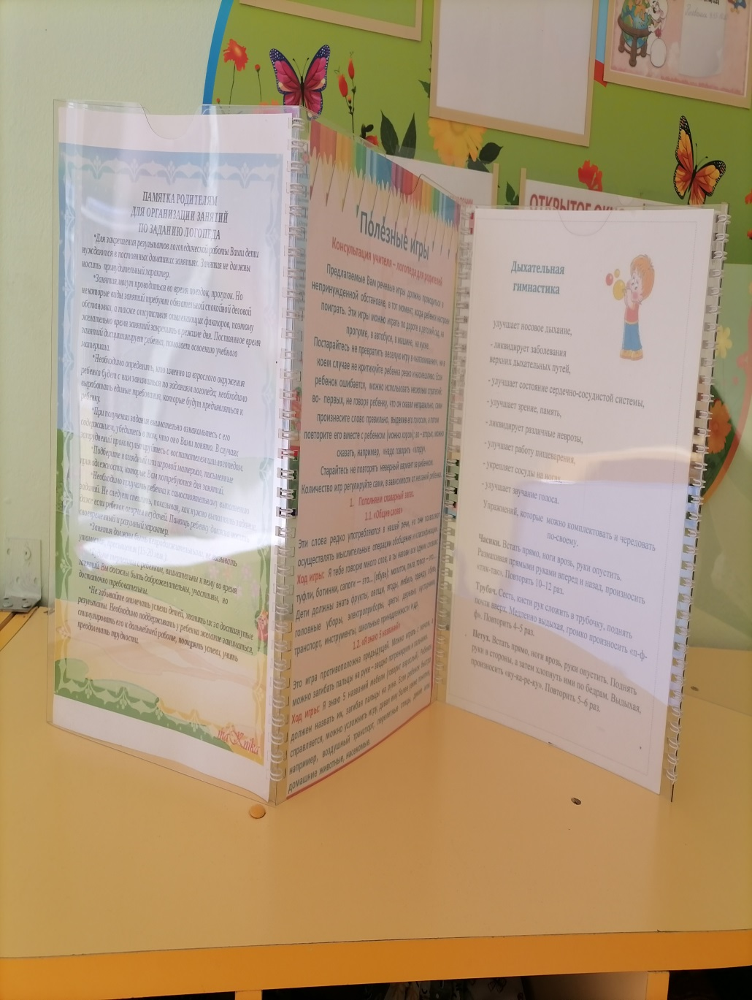 ПАМЯТКА РОДИТЕЛЯМ
ДЛЯ ОРГАНИЗАЦИИ ЗАНЯТИЙ
ПО ЗАДАНИЮ ЛОГОПЕДА
*Для закрепления результатов логопедической работы Ваши дети
нуждаются в постоянных домашних занятиях. Занятия не должны
носить принудительный характер.
*Занятия могут проводиться во время поездок, прогулок. Но
некоторые виды занятий требуют обязательной спокойной деловой
обстановки, а также отсутствия отвлекающих факторов, поэтому
желательно время занятий закрепить в режиме дня. Постоянное время
занятий дисциплинирует ребенка, помогает освоению учебного
материала.
*Необходимо определить, кто именно из взрослого окружения
ребенка будет с ним заниматься по заданиям логопеда; необходимо
выработать единые требования, которые будут предъявляться к
ребенку.
*При получении задания внимательно ознакомьтесь с его
содержанием, убедитесь в том, что оно Вами понятно. В случаях
затруднений проконсультируйтесь с воспитателем или логопедом.
*Подберите наглядный или игровой материал, письменные
принадлежности, которые Вам потребуются для занятий.
*Необходимо приучать ребенка к самостоятельному выполнению
заданий. Не следует спешить, показывая, как нужно выполнить задание,
даже если ребенок огорчен неудачей. Помощь ребенку должна носить
своевременный и разумный характер.
*Занятия должны быть вызывать
утомления, (15-20 мин.).
с ребенком, внимательны к нему во время
занятий. Вы должны быть доброжелательны, участливы, но
достаточно требовательны.
*Не забывайте отмечать успехи детей, хвалить их за достигнутые
результаты. Необходимо поддерживать у ребенка желание заниматься,
стимулировать его к дальнейшей работе, поощрять успехи, учить
преодолевать трудности.
Полезные игры
Консультация учителя – логопеда для родителей
Предлагаемые Вам речевые игры должны проводиться в
непринужденной обстановке, в тот момент, когда ребенок настроен
поиграть. Эти игры можно играть по дороге в детский сад, на
прогулке, в автобусе, в машине, на кухне.
Постарайтесь не превратить веселую игру в «натаскивание», ни в
коем случае не критикуйте ребенка резко и насмешливо. Если
ребенок ошибается, можно использовать несколько стратегий:
во- первых, не говоря ребенку, что он сказал неправильно, сами
произнесите слово правильно, выделив его голосом, а потом
повторите его вместе с ребенком (можно хором); во – вторых, можно
сказать, например, «надо говорить «кладу».
Старайтесь не повторять неверный вариант за ребенком.
Количество игр регулируйте сами, в зависимости от желаний ребенка.
1. Пополняем словарный запас.
1.1. «Общие слова»
Эти слова редко употребляются в нашей речи, но они позволяют
осуществлять мыслительные операции обобщения и классификации.
Ход игры: Я тебе говорю много слов, а ты назови все одним словом:
туфли, ботинки, сапоги – это... (обувь); молоток, пила, топор – это...
Дети должны знать фрукты, овощи, ягоды, мебель, одежду, обувь,
головные уборы, электроприборы, цветы, деревья, кустарники,
транспорт, инструменты, школьные принадлежности и др.
1.2. «Я знаю 5 названий»
Это игра противоположна предыдущей. Можно играть с мячом, а
можно загибать пальцы на руке –
Ход игры: Я знаю 5 названий мебели (говорит взрослый). Ребенок
должен назвать их, загибая пальцы на руке. Если ребенок быстро
справляется, можно усложнить игру, давая ему более узкие понятия,
например, воздушный транспорт, перелетные птицы, дикие или
домашние животные, насекомые.
Дыхательная
гимнастика
улучшает носовое дыхание,
- ликвидирует заболевания
верхних дыхательных путей,
- улучшает состояние сердечно-сосудистой системы,
- улучшает зрение, память,
- ликвидирует различные неврозы,
- улучшает работу пищеварения,
- укрепляет сосуды на ногах,
- улучшает звучание голоса.
Упражнений, которые можно комплектовать и чередовать
по-своему.
Часики. Встать прямо, ноги врозь, руки опустить.
Размахивая прямыми руками вперед и назад, произносить
«тик-так». Повторять 10–12 раз.
Трубач. Сесть, кисти рук сложить в трубочку, поднять
почти вверх. Медленно выдыхая, громко произносить «п-ф-
ф». Повторить 4–5 раз.
Петух. Встать прямо, ноги врозь, руки опустить. Поднять
руки в стороны, а затем хлопнуть ими по бедрам. Выдыхая,
произносить «ку-ка-ре-ку». Повторить 5–6 раз.